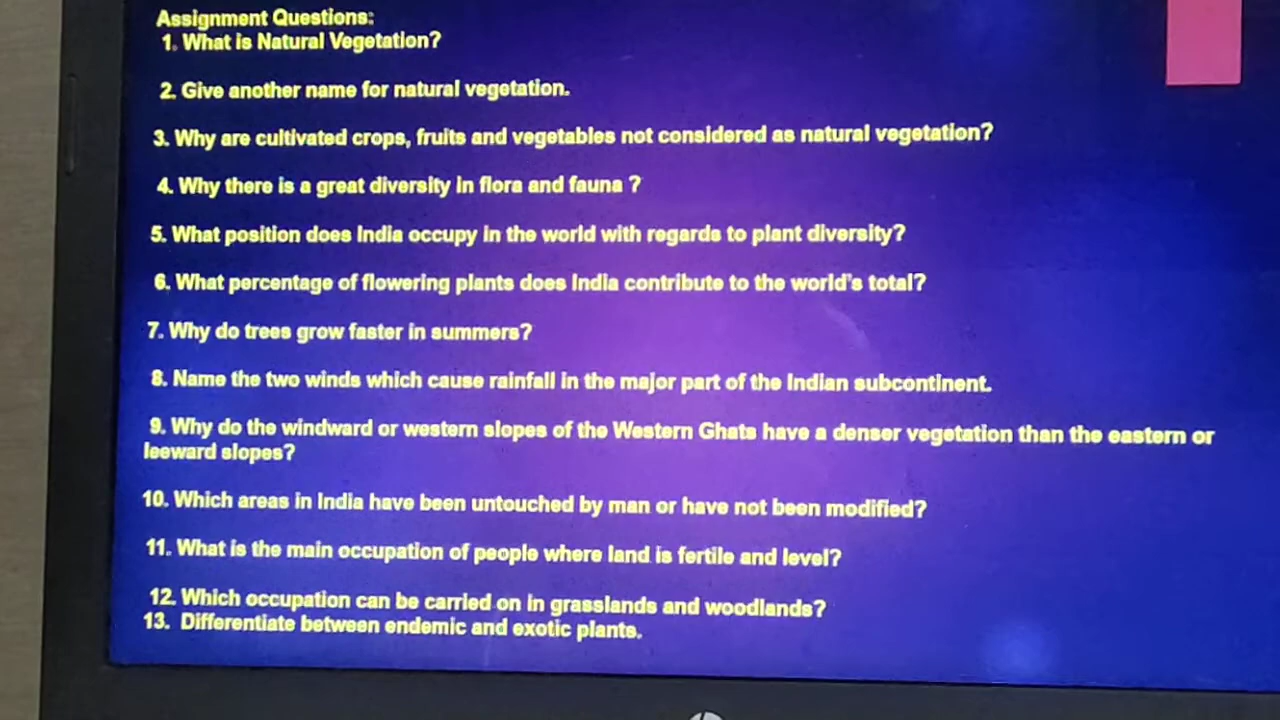 Assignment Questions:
1. What is Natural Vegetation?
2. Give another name for natural vegetation.
3. Why are cultivated crops, fruits and vegetables not considered as natural vegetation?
4. Why there is a great diversity in flora and fauna ?
5. What position does India occupy in the world with regards to plant diversity?
6. What percentage of flowering plants does India contribute to the world's total?
7. Why do trees grow faster in summers?
8. Name the two winds which cause rainfall in the major part of the Indian subcontinent.
9. Why do the windward or western slopes of the Western Ghats have a denser vegetation than the eastern or
leeward slopes?
10. Which areas in India have been untouched by man or have not been modified?
11. What is the main occupation of people where land is fertile and level?
12. Which occupation can be carried on in grasslands and woodlands?
13. Differentiate between endemic and exotic plants.